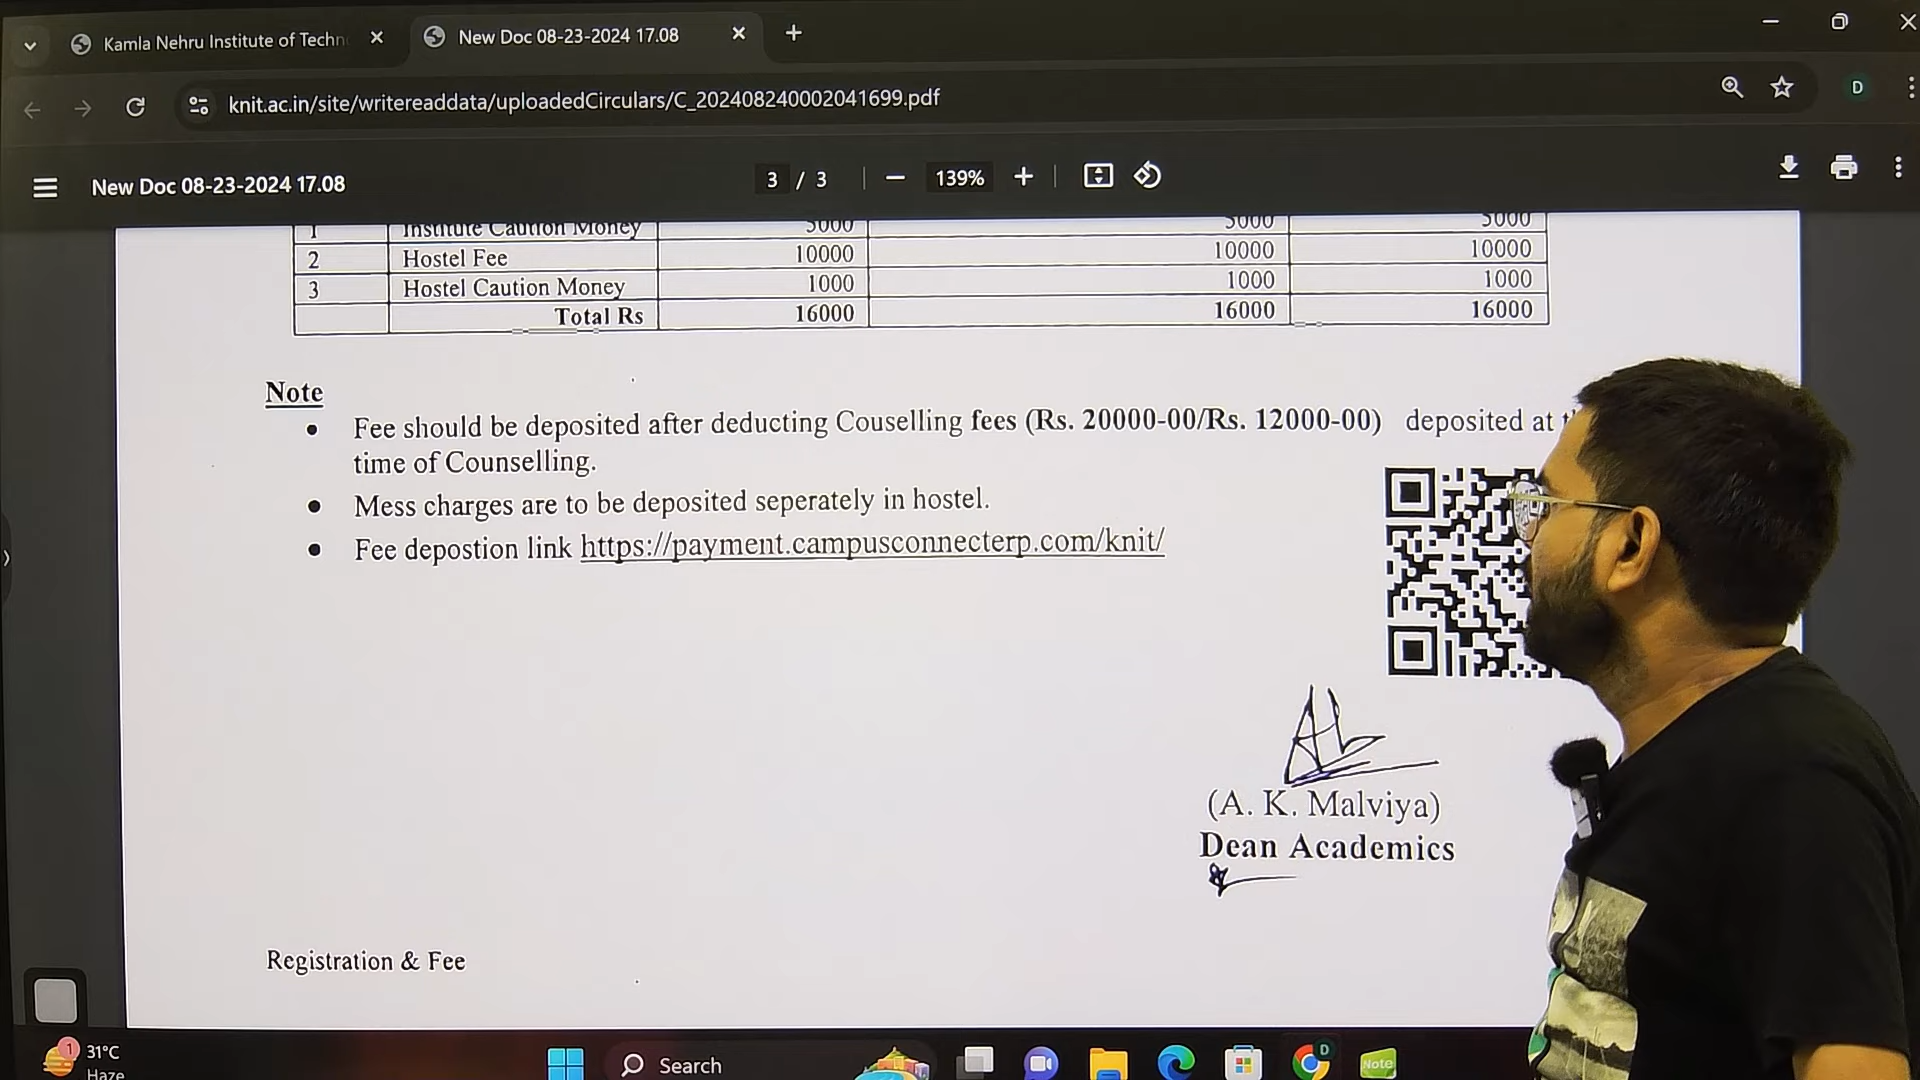 Kamla Nehru Institute of Techn
New Doc 08-23-2024 17.08
knit.ac.in/site/writereaddata/uploadedCirculars/C_202408240002041699.pdf
D
New Doc 08-23-2024 17.08
3 / 3
139%
1 Institute Caution Money 5000 5000 5000
2 Hostel Fee 10000 10000 10000
3 Hostel Caution Money 1000 1000 1000
Total Rs 16000 16000 16000
Note
Fee should be deposited after deducting Couselling fees (Rs. 20000-00/Rs. 12000-00) deposited at
time of Counselling.
Mess charges are to be deposited seperately in hostel.
Fee depostion link https://payment.campusconnecterp.com/knit/
(A. K. Malviya)
Dean Academics
Registration & Fee
1
31°C
Haze
Search
D
Note